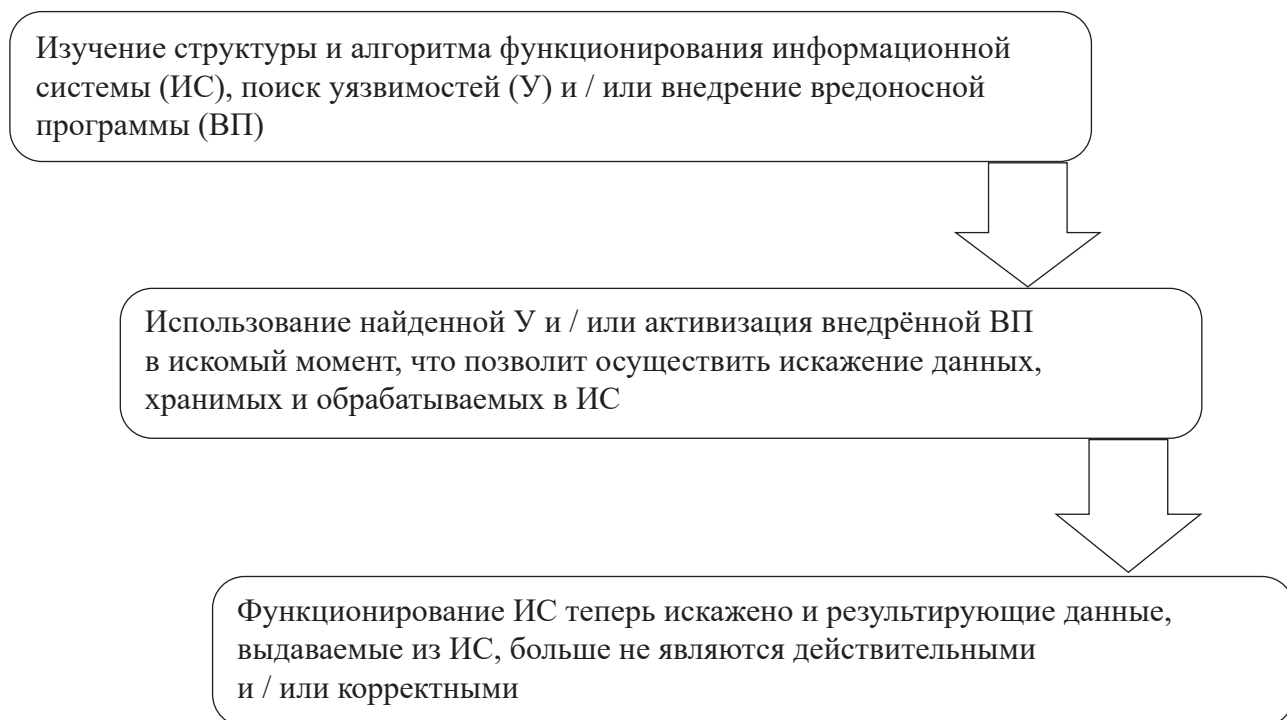 Изучение структуры и алгоритма функционирования информационной
системы (ИС), поиск уязвимостей (У) и / или внедрение вредоносной
программы (ВП)
Использование найденной У и / или активизация внедрённой ВП
в искомый момент, что позволит осуществить искажение данных,
хранимых и обрабатываемых в ИС
Функционирование ИС теперь искажено и результирующие данные,
выдаваемые из ИС, больше не являются действительными
и / или корректными